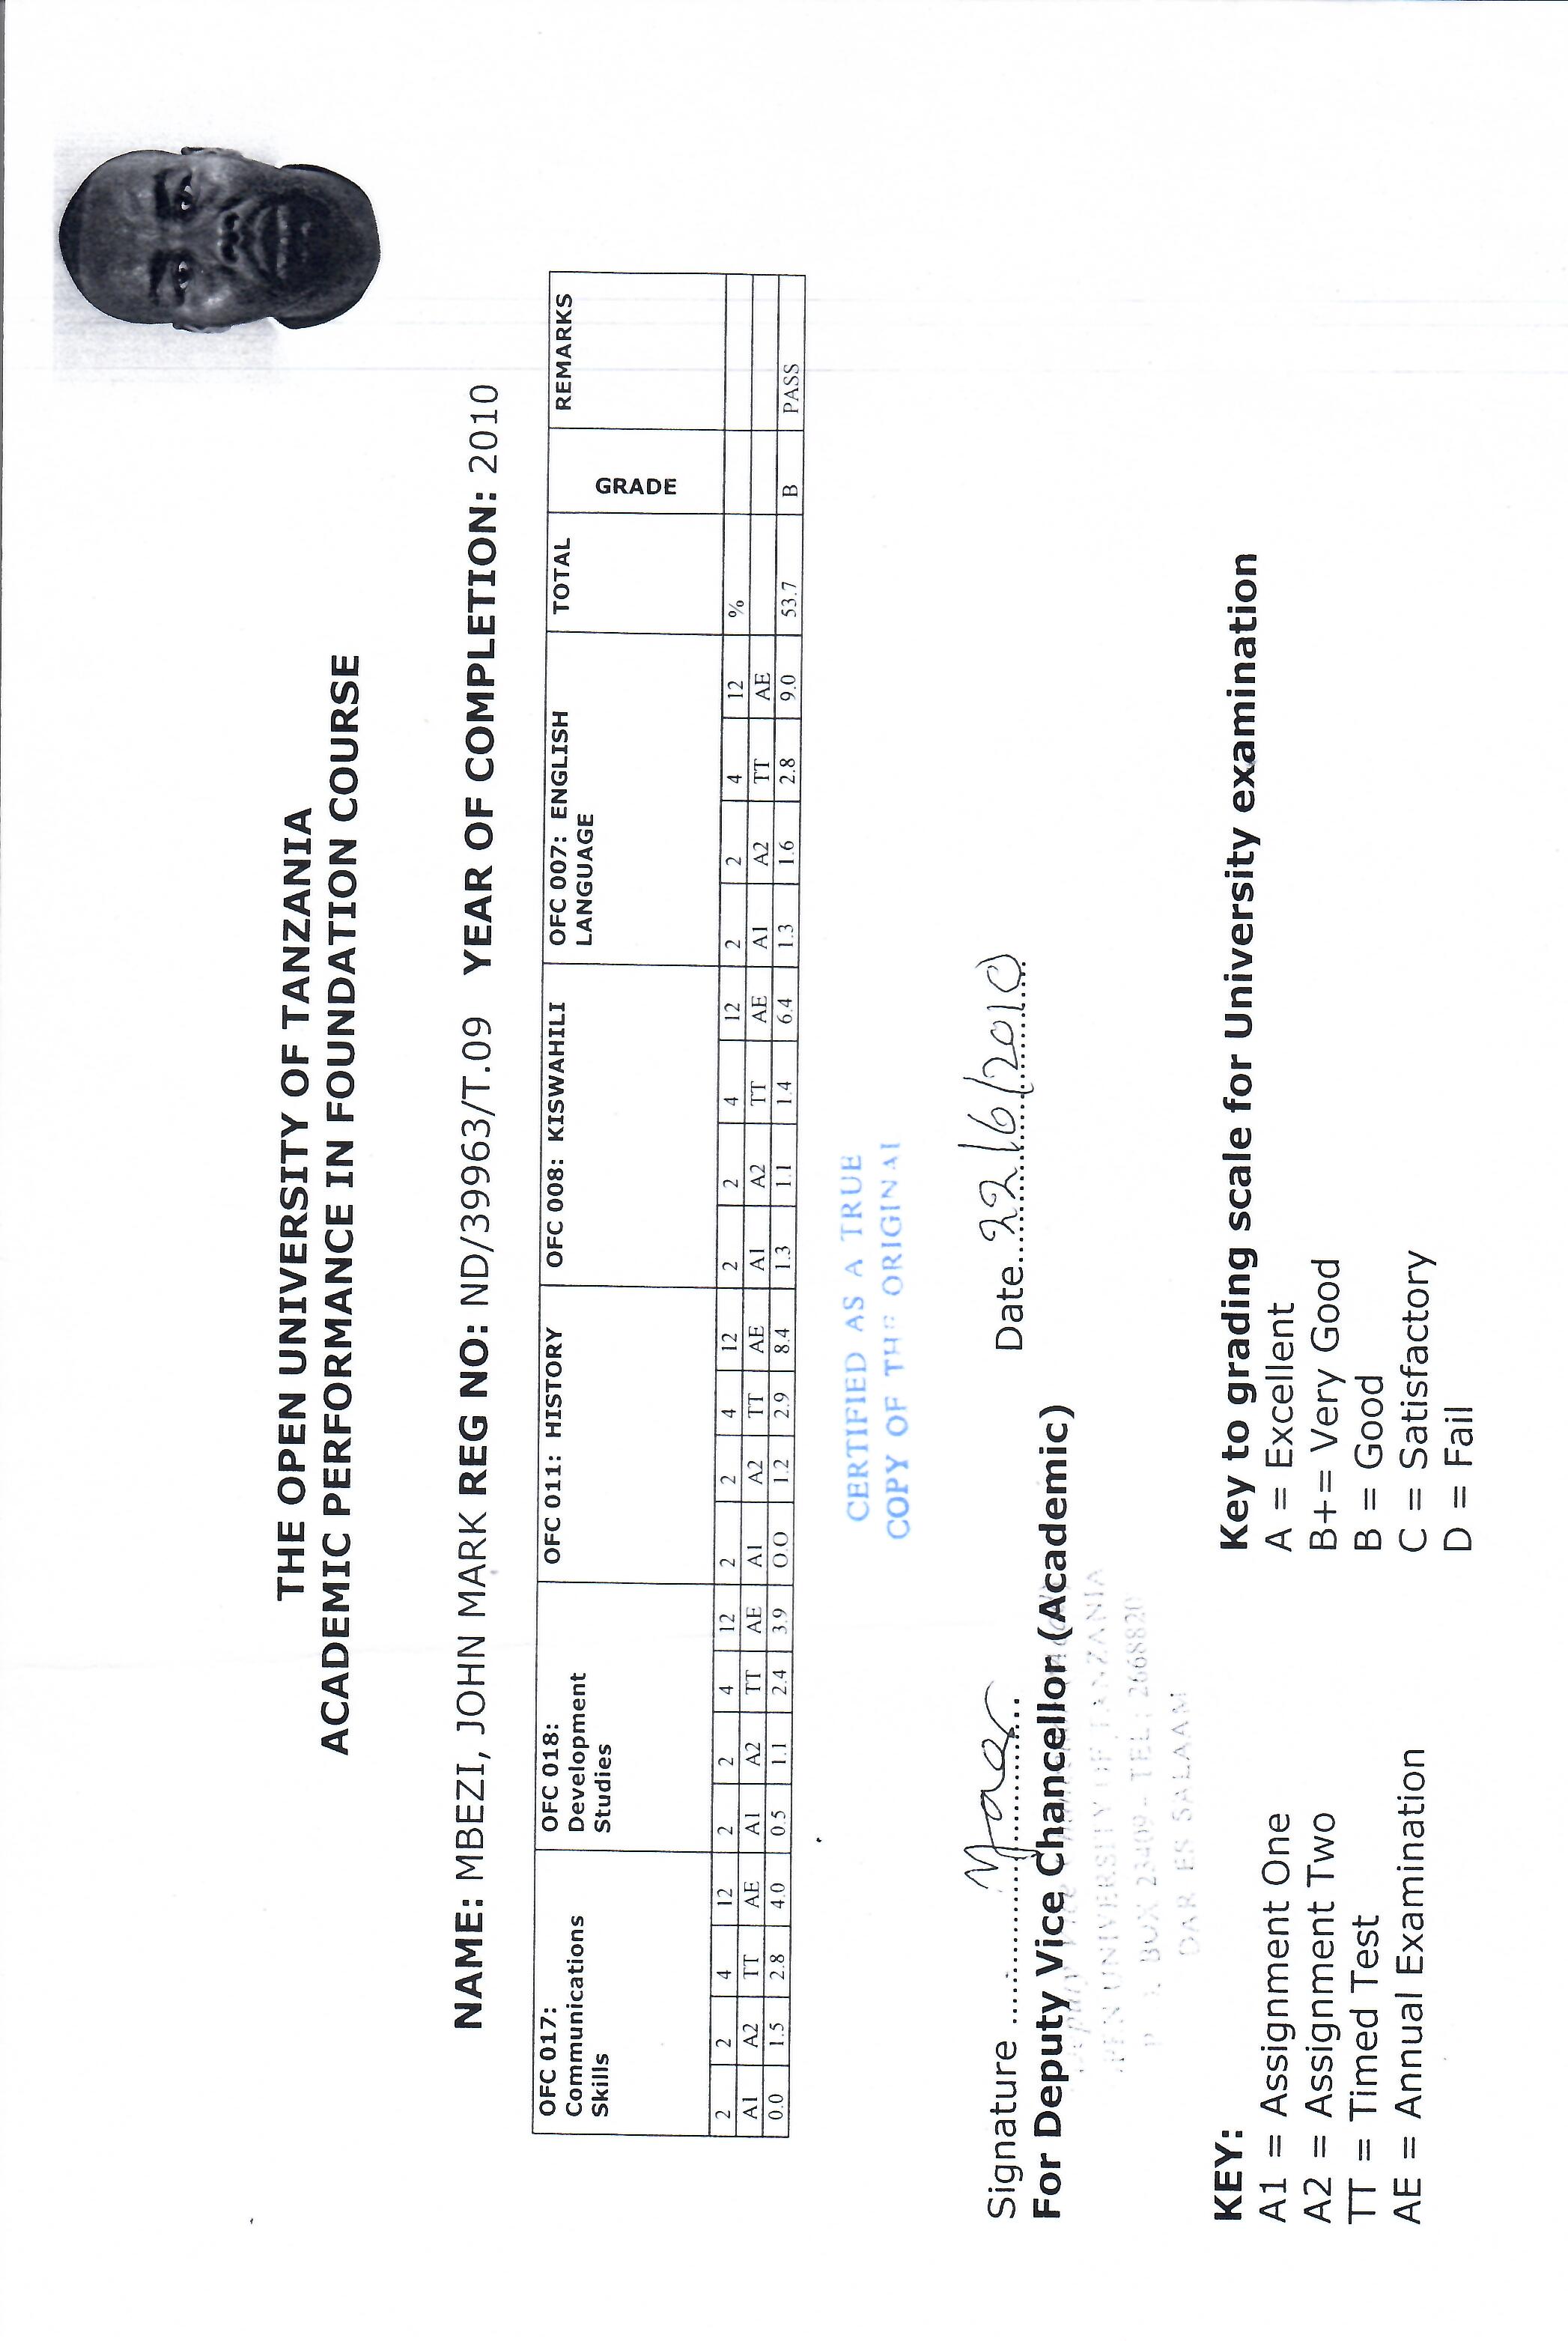 THE OPEN UNIVERSITY OF TANZANIA
ACADEMIC PERFORMANCE IN FOUNDATION COURSE
NAME: MBEZI, JOHN MARK REG NO: ND/39963/T.09 YEAR OF COMPLETION: 2010
OFC 017: Communications Skills OFC 018: Development Studies OFC 011: HISTORY OFC 008: KISWAHILI OFC 007: ENGLISH LANGUAGE TOTAL GRADE REMARKS
2 2 4 12 2 2 4 12 2 2 4 12 2 2 4 12 2 2 4 12 %
A1 A2 TT AE A1 A2 TT AE A1 A2 TT AE A1 A2 TT AE A1 A2 TT AE
0.0 1.5 2.8 4.0 0.5 1.1 2.4 3.9 O.O 1.2 2.9 8.4 1.3 1.1 1.4 6.4 1.3 1.6 2.8 9.0 53.7 B PASS
CERTIFIED AS A TRUE
COPY OF THE ORIGINAL
Signature Date 22/6/2010
For Deputy Vice Chancellor (Academic)
UNIVERSITY OF TANZANIA
BOX 23409 - TEL: 2668820
DAR ES SALAAM
KEY:
A1 = Assignment One
A2 = Assignment Two
TT = Timed Test
AE = Annual Examination
Key to grading scale for University examination
A = Excellent
B+= Very Good
B = Good
C = Satisfactory
D = Fail